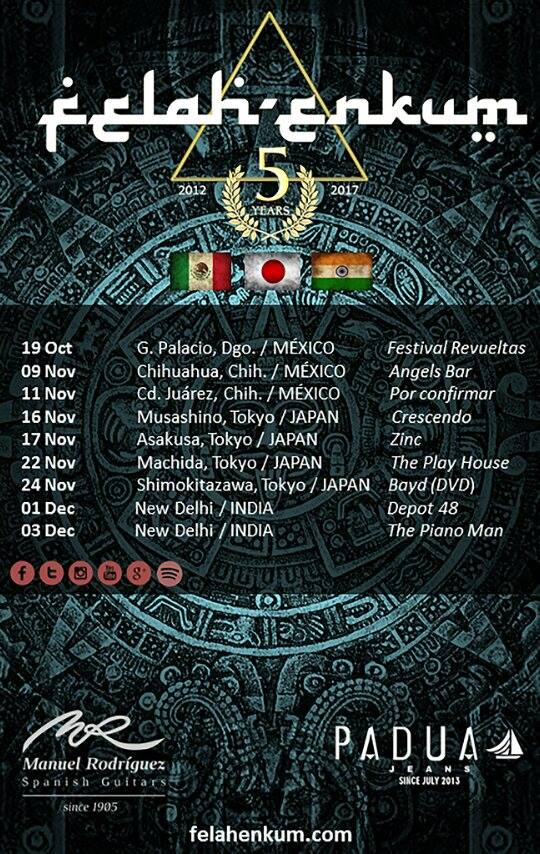 felah-enkum
2012 5 2017
YEARS
19 Oct G. Palacio, Dgo. / MÉXICO Festival Revueltas
09 Nov Chihuahua, Chih. / MÉXICO Angels Bar
11 Nov Cd. Juárez, Chih. / MÉXICO Por confirmar
16 Nov Musashino, Tokyo / JAPAN Crescendo
17 Nov Asakusa, Tokyo / JAPAN Zinc
22 Nov Machida, Tokyo / JAPAN The Play House
24 Nov Shimokitazawa, Tokyo / JAPAN Bayd (DVD)
01 Dec New Delhi / INDIA Depot 48
03 Dec New Delhi / INDIA The Piano Man
f t You Tube g+
MR
Manuel Rodríguez
Spanish Guitars
since 1905
PADUA
JEANS
SINCE JULY 2013
felahenkum.com